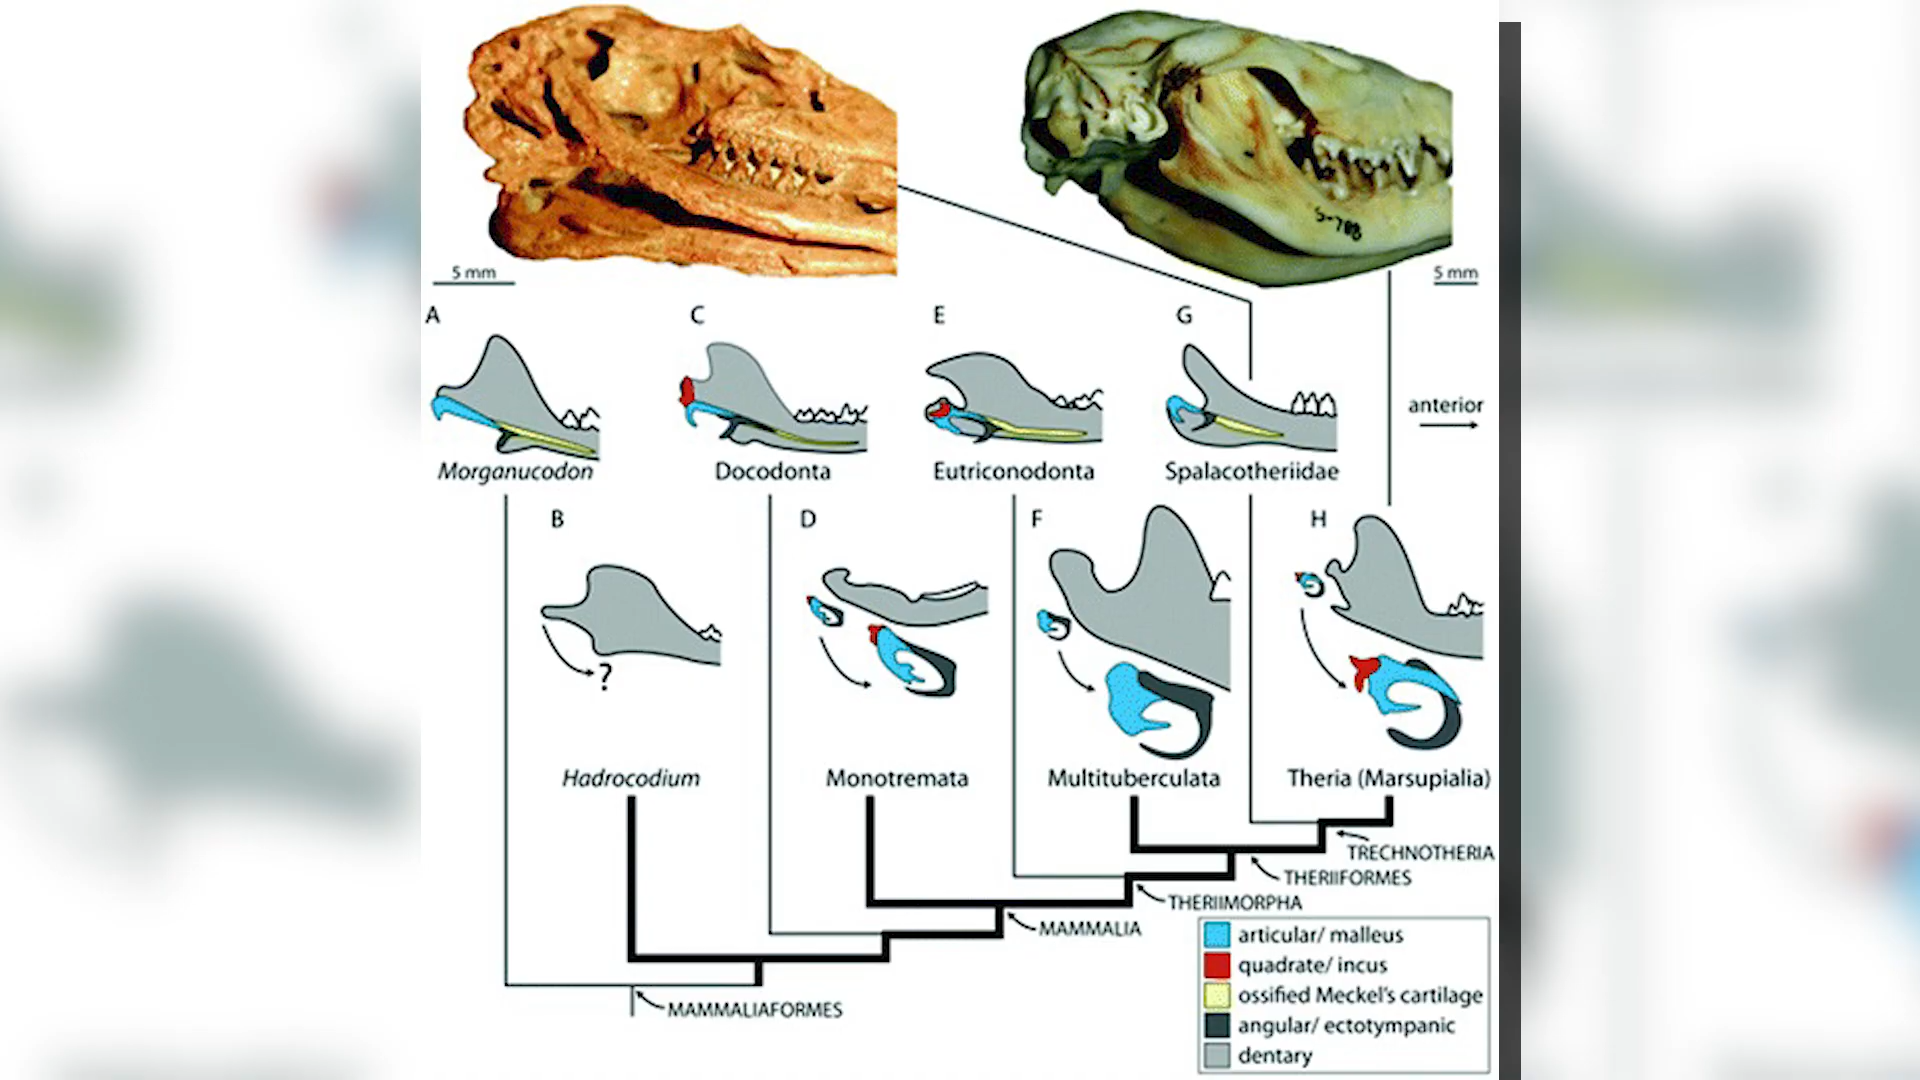 S-788
5 mm
5 mm
A
C
E
G
anterior
Morganucodon
Docodonta
Eutriconodonta
Spalacotheriidae
B
D
F
H
?
Hadrocodium
Monotremata
Multituberculata
Theria (Marsupialia)
TRECHNOTHERIA
THERIIFORMES
THERIIMORPHA
MAMMALIA
MAMMALIAFORMES
articular/ malleus
quadrate/ incus
ossified Meckel's cartilage
angular/ ectotympanic
dentary